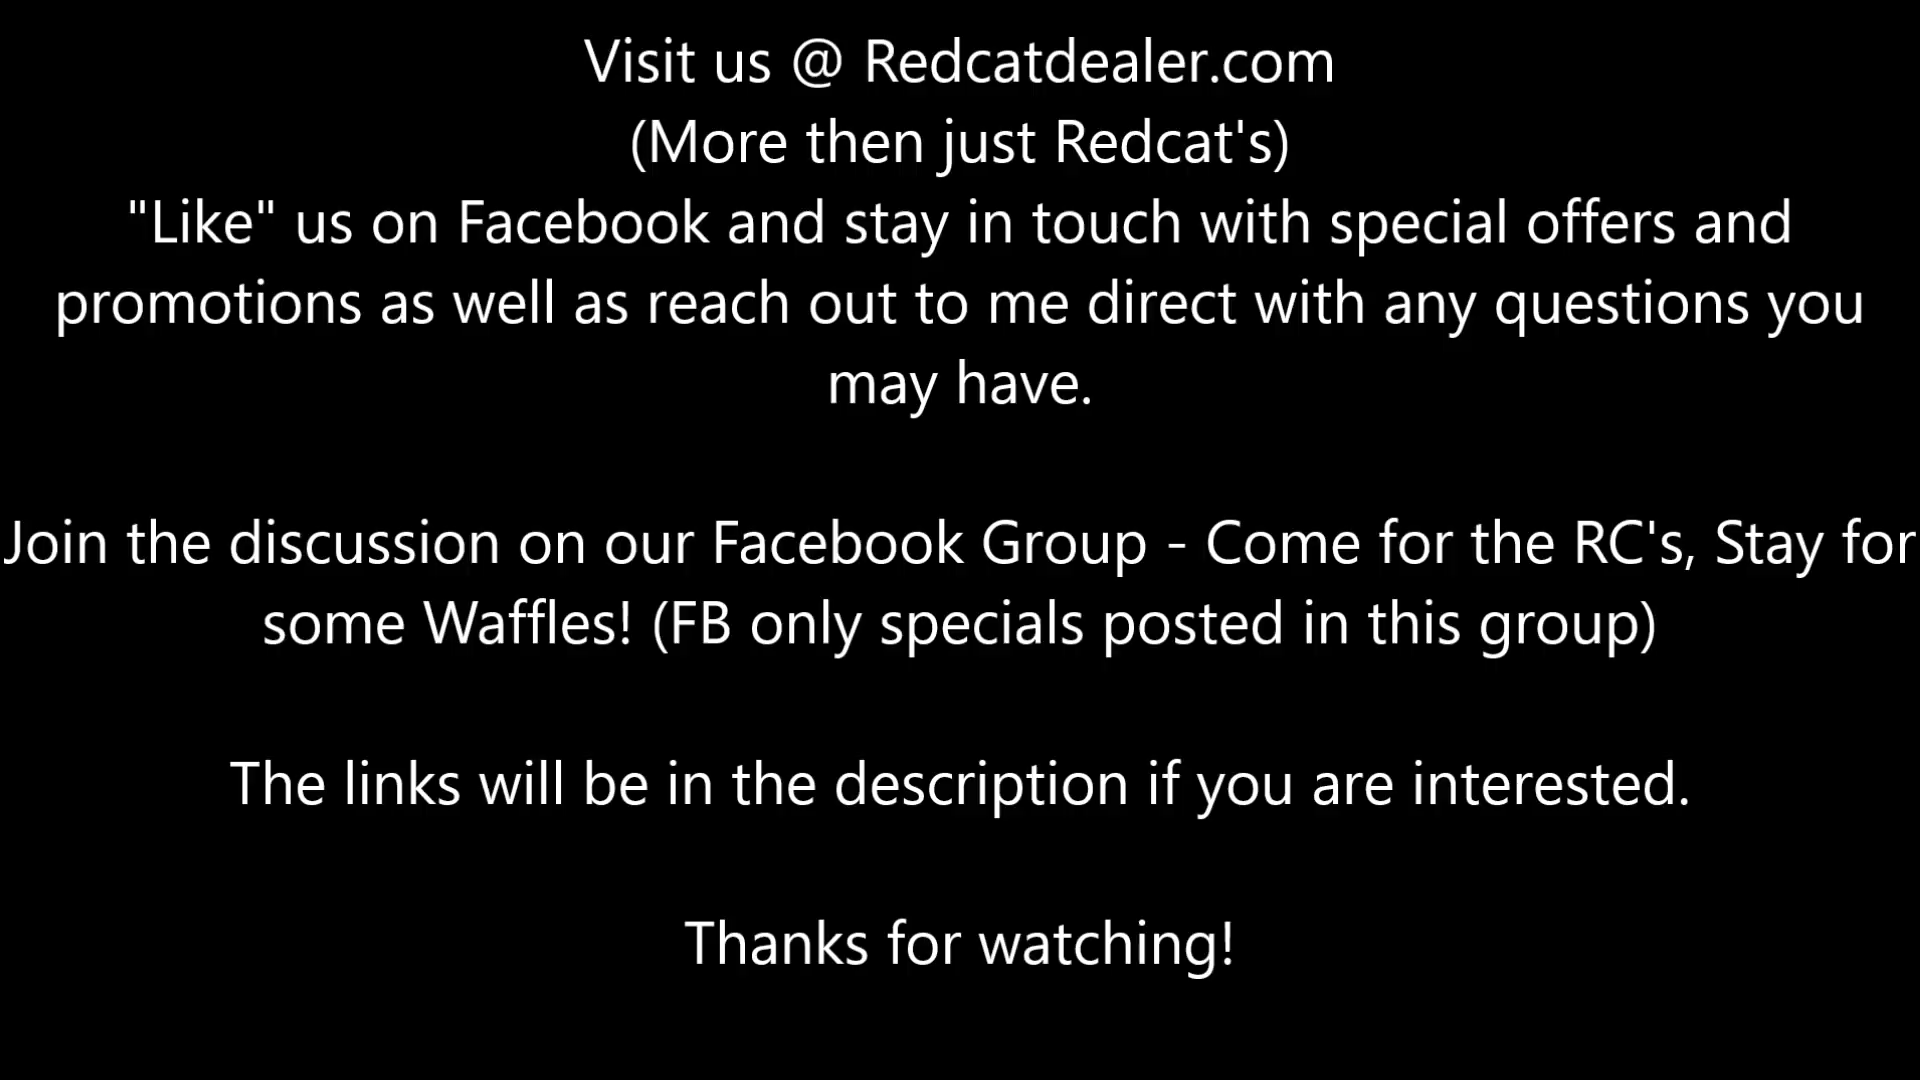 Visit us @ Redcatdealer.com
(More then just Redcat's)
"Like" us on Facebook and stay in touch with special offers and
promotions as well as reach out to me direct with any questions you
may have.
Join the discussion on our Facebook Group - Come for the RC's, Stay for
some Waffles! (FB only specials posted in this group)
The links will be in the description if you are interested.
Thanks for watching!